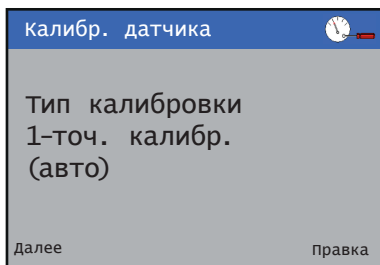 Калибр. датчика
Тип калибровки
1-точ. калибр.
(авто)
Далее
Правка